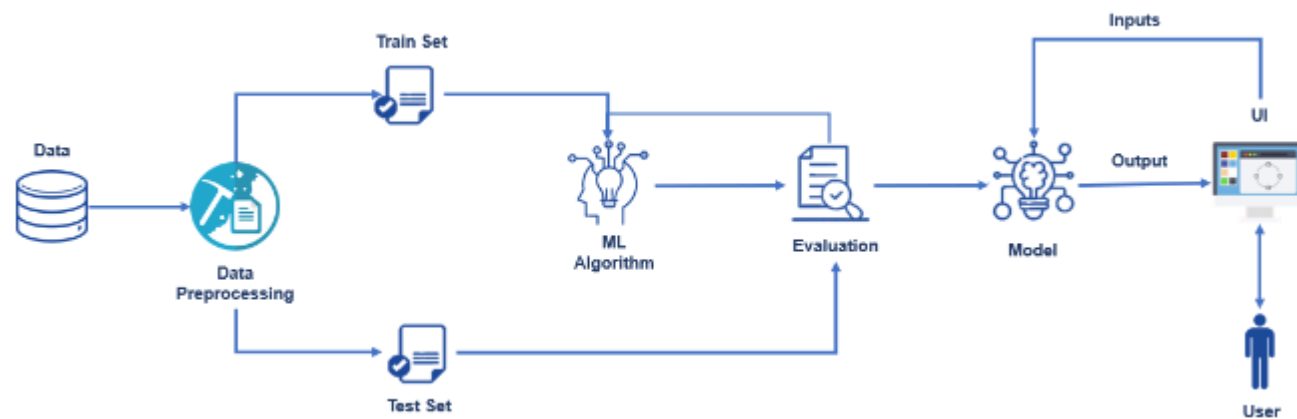 Inputs
Train Set
UI
Data
Output
ML
Algorithm
Evaluation
Model
Data
Preprocessing
Test Set
User